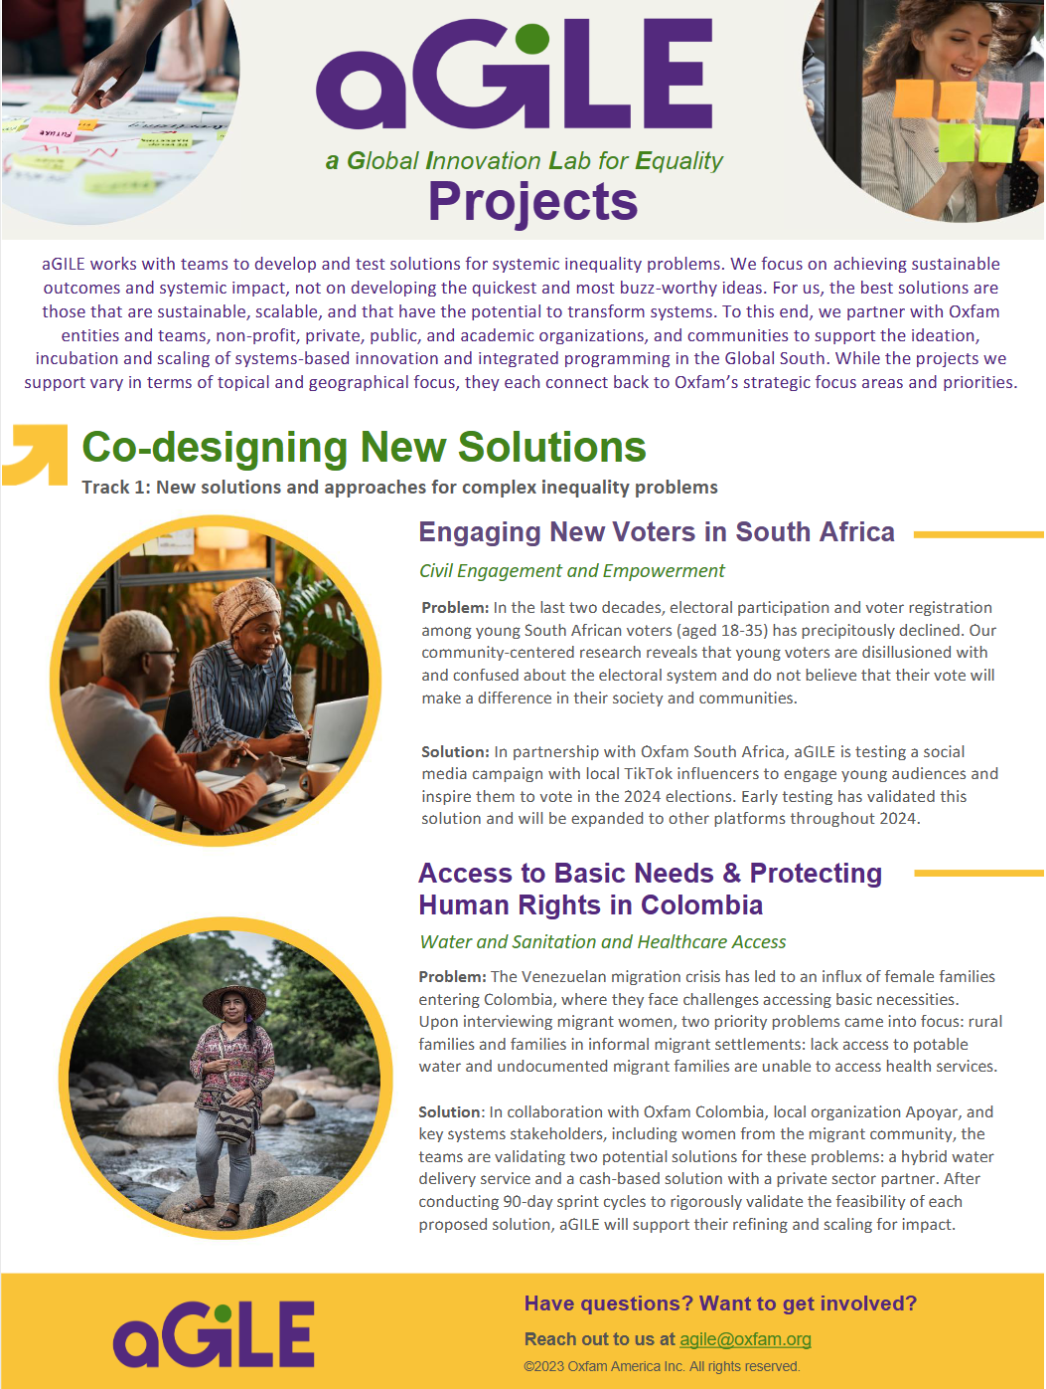 aGiLE
a Global Innovation Lab for Equality
Projects
FUTURE
aGILE works with teams to develop and test solutions for systemic inequality problems. We focus on achieving sustainable
outcomes and systemic impact, not on developing the quickest and most buzz-worthy ideas. For us, the best solutions are
those that are sustainable, scalable, and that have the potential to transform systems. To this end, we partner with Oxfam
entities and teams, non-profit, private, public, and academic organizations, and communities to support the ideation,
incubation and scaling of systems-based innovation and integrated programming in the Global South. While the projects we
support vary in terms of topical and geographical focus, they each connect back to Oxfam’s strategic focus areas and priorities.
Co-designing New Solutions
Track 1: New solutions and approaches for complex inequality problems
Engaging New Voters in South Africa
Civil Engagement and Empowerment
Problem: In the last two decades, electoral participation and voter registration
among young South African voters (aged 18-35) has precipitously declined. Our
community-centered research reveals that young voters are disillusioned with
and confused about the electoral system and do not believe that their vote will
make a difference in their society and communities.
Solution: In partnership with Oxfam South Africa, aGILE is testing a social
media campaign with local TikTok influencers to engage young audiences and
inspire them to vote in the 2024 elections. Early testing has validated this
solution and will be expanded to other platforms throughout 2024.
Access to Basic Needs & Protecting
Human Rights in Colombia
Water and Sanitation and Healthcare Access
Problem: The Venezuelan migration crisis has led to an influx of female families
entering Colombia, where they face challenges accessing basic necessities.
Upon interviewing migrant women, two priority problems came into focus: rural
families and families in informal migrant settlements: lack access to potable
water and undocumented migrant families are unable to access health services.
Solution: In collaboration with Oxfam Colombia, local organization Apoyar, and
key systems stakeholders, including women from the migrant community, the
teams are validating two potential solutions for these problems: a hybrid water
delivery service and a cash-based solution with a private sector partner. After
conducting 90-day sprint cycles to rigorously validate the feasibility of each
proposed solution, aGILE will support their refining and scaling for impact.
aGiLE
Have questions? Want to get involved?
Reach out to us at agile@oxfam.org
©2023 Oxfam America Inc. All rights reserved.